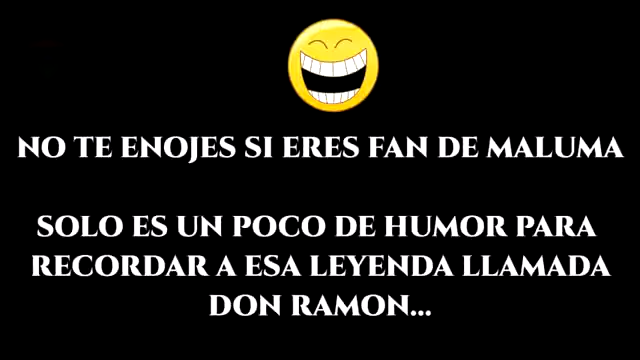 NO TE ENOJES SI ERES FAN DE MALUMA
SOLO ES UN POCO DE HUMOR PARA
RECORDAR A ESA LEYENDA LLAMADA
DON RAMON...